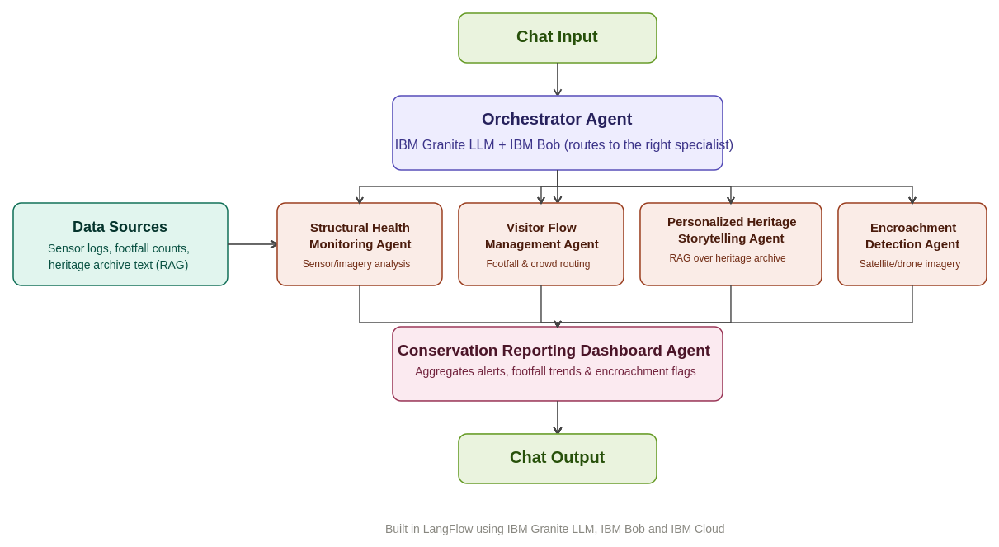 Chat Input
Orchestrator Agent
IBM Granite LLM + IBM Bob (routes to the right specialist)
Data Sources
Sensor logs, footfall counts,
heritage archive text (RAG)
Structural Health
Monitoring Agent
Sensor/imagery analysis
Visitor Flow
Management Agent
Footfall & crowd routing
Personalized Heritage
Storytelling Agent
RAG over heritage archive
Encroachment
Detection Agent
Satellite/drone imagery
Conservation Reporting Dashboard Agent
Aggregates alerts, footfall trends & encroachment flags
Chat Output
Built in LangFlow using IBM Granite LLM, IBM Bob and IBM Cloud